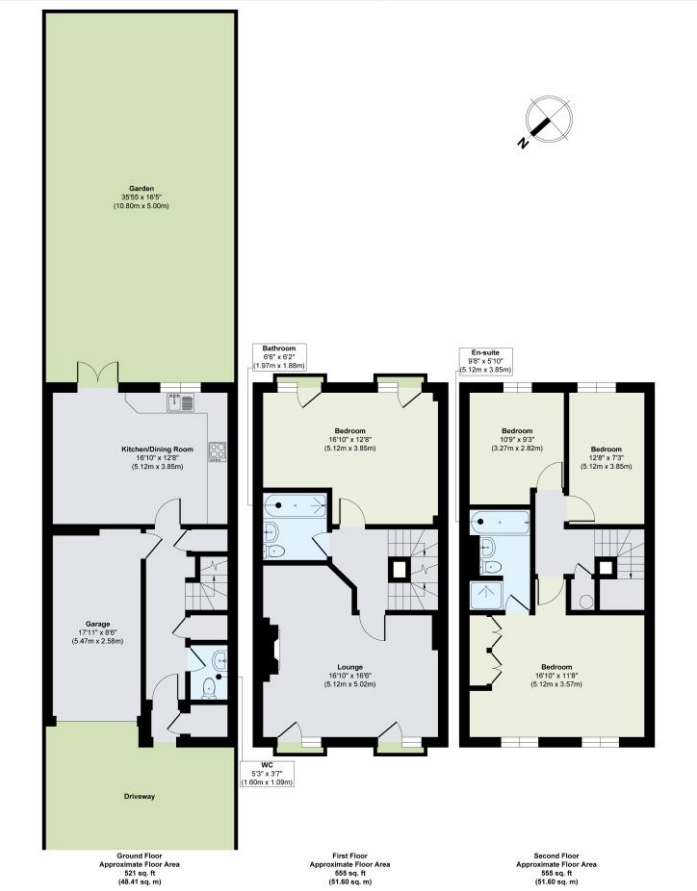 N
Garden
35'55 x 16'5"
(10.80m x 5.00m)
Kitchen/Dining Room
16'10" x 12'8"
(5.12m x 3.85m)
Garage
17'11" x 8'6"
(5.47m x 2.58m)
Driveway
WC
5'3" x 3'7"
(1.60m x 1.09m)
Ground Floor
Approximate Floor Area
521 sq. ft
(48.41 sq. m)
Bathroom
6'6" x 6'2"
(1.97m x 1.88m)
Bedroom
16'10" x 12'8"
(5.12m x 3.85m)
Lounge
16'10" x 16'6"
(5.12m x 5.02m)
First Floor
Approximate Floor Area
555 sq. ft
(51.60 sq. m)
En-suite
9'8" x 5'10"
(5.12m x 3.85m)
Bedroom
10'9" x 9'3"
(3.27m x 2.82m)
Bedroom
12'8" x 7'3"
(5.12m x 3.85m)
Bedroom
16'10" x 11'8"
(5.12m x 3.57m)
Second Floor
Approximate Floor Area
555 sq. ft
(51.60 sq. m)